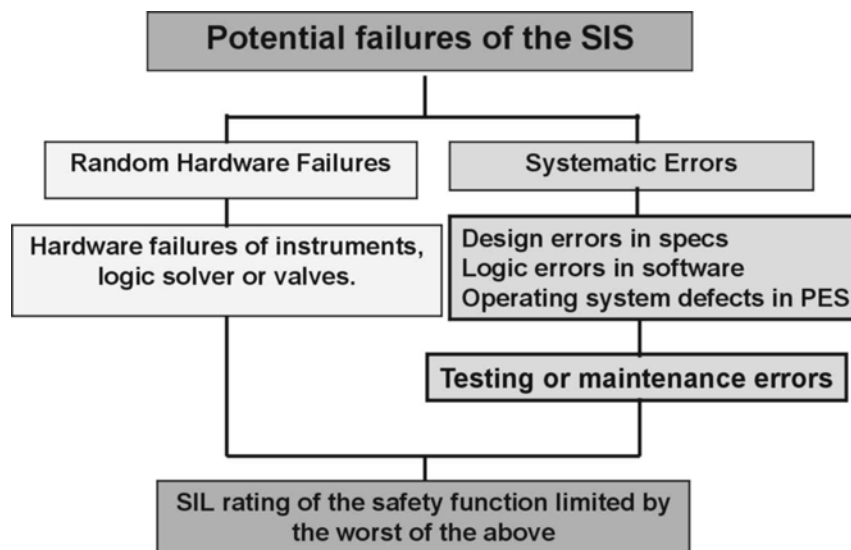 Potential failures of the SIS
Random Hardware Failures
Systematic Errors
Hardware failures of instruments,
logic solver or valves.
Design errors in specs
Logic errors in software
Operating system defects in PES
Testing or maintenance errors
SIL rating of the safety function limited by
the worst of the above